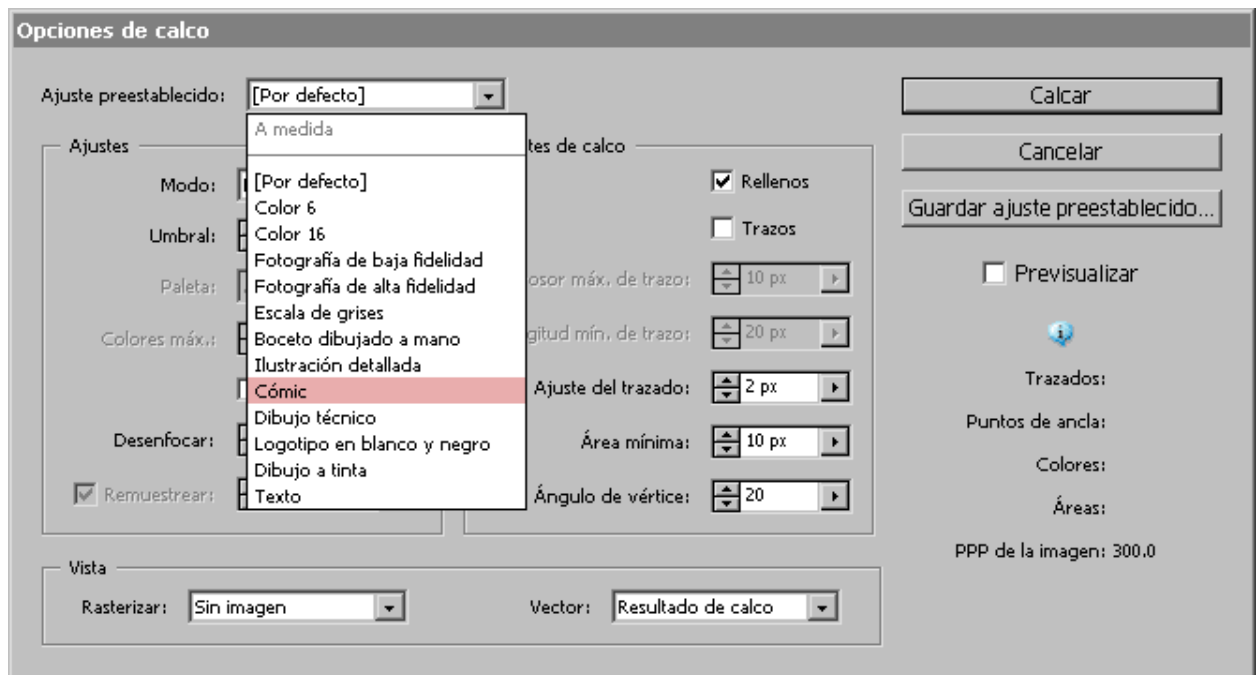 Opciones de calco
Ajuste preestablecido: [Por defecto]
A medida
[Por defecto]
Color 6
Color 16
Fotografía de baja fidelidad
Fotografía de alta fidelidad
Escala de grises
Boceto dibujado a mano
Ilustración detallada
Cómic
Dibujo técnico
Logotipo en blanco y negro
Dibujo a tinta
Texto
Ajustes
Modo:
Umbral:
Paleta:
Colores máx.:
Desenfocar:
Remuestrear:
tes de calco
Rellenos
Trazos
osor máx. de trazo: 10 px
gitud mín. de trazo: 20 px
Ajuste del trazado: 2 px
Área mínima: 10 px
Ángulo de vértice: 20
Vista
Rasterizar: Sin imagen
Vector: Resultado de calco
Calcar
Cancelar
Guardar ajuste preestablecido...
Previsualizar
Trazados:
Puntos de ancla:
Colores:
Áreas:
PPP de la imagen: 300.0